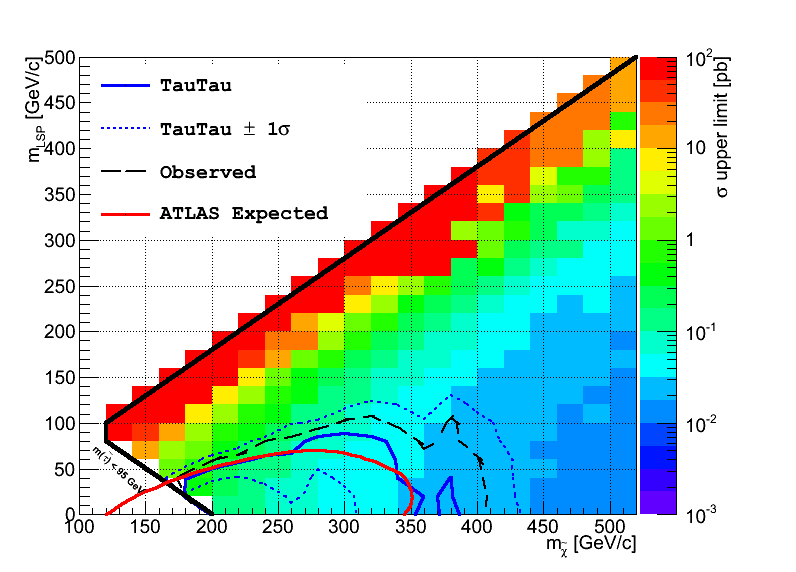 500
450
400
350
300
250
200
150
100
50
0
m_LSP [GeV/c]
TauTau
TauTau ± 1σ
Observed
ATLAS Expected
m(τ̃) < 95 GeV
100 150 200 250 300 350 400 450 500
m_χ̃ [GeV/c]
10²
10
1
10⁻¹
10⁻²
10⁻³
σ upper limit [pb]